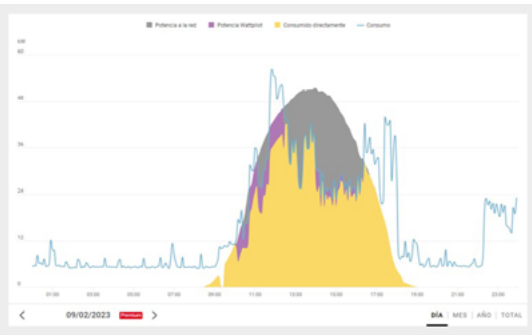 Potencia a la red Potencia Wattpilot Consumido directamente Consumo
kW
60
48
36
24
12
0
01:00 03:00 05:00 07:00 09:00 11:00 13:00 15:00 17:00 19:00 21:00 23:00
09/02/2023 Premium DÍA | MES | AÑO | TOTAL